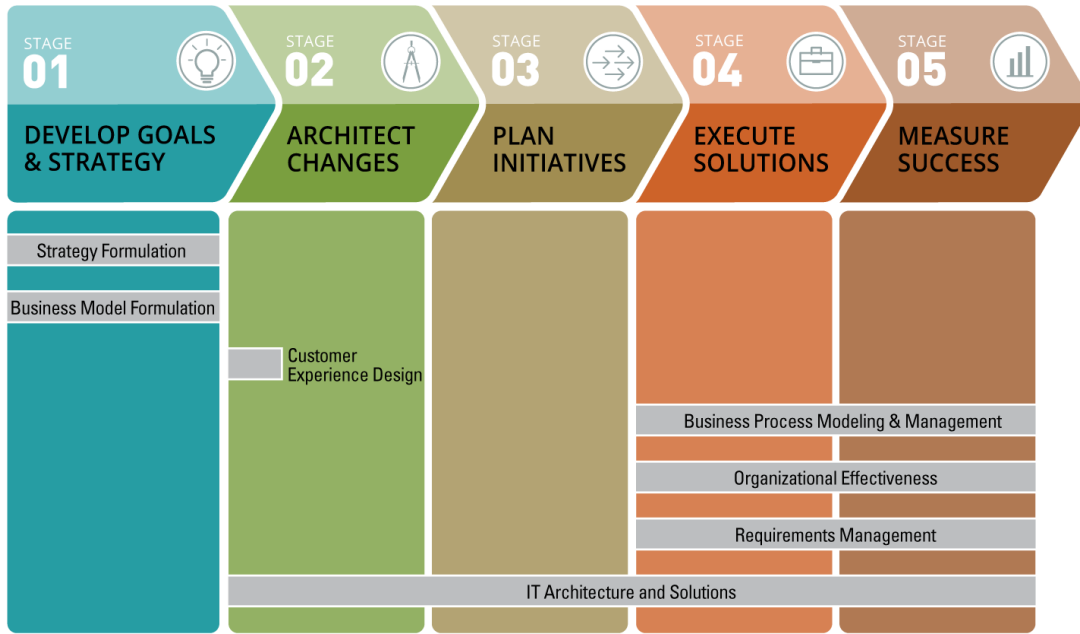 STAGE
01
DEVELOP GOALS
& STRATEGY
STAGE
02
ARCHITECT
CHANGES
STAGE
03
PLAN
INITIATIVES
STAGE
04
EXECUTE
SOLUTIONS
STAGE
05
MEASURE
SUCCESS
Strategy Formulation
Business Model Formulation
Customer
Experience Design
Business Process Modeling & Management
Organizational Effectiveness
Requirements Management
IT Architecture and Solutions